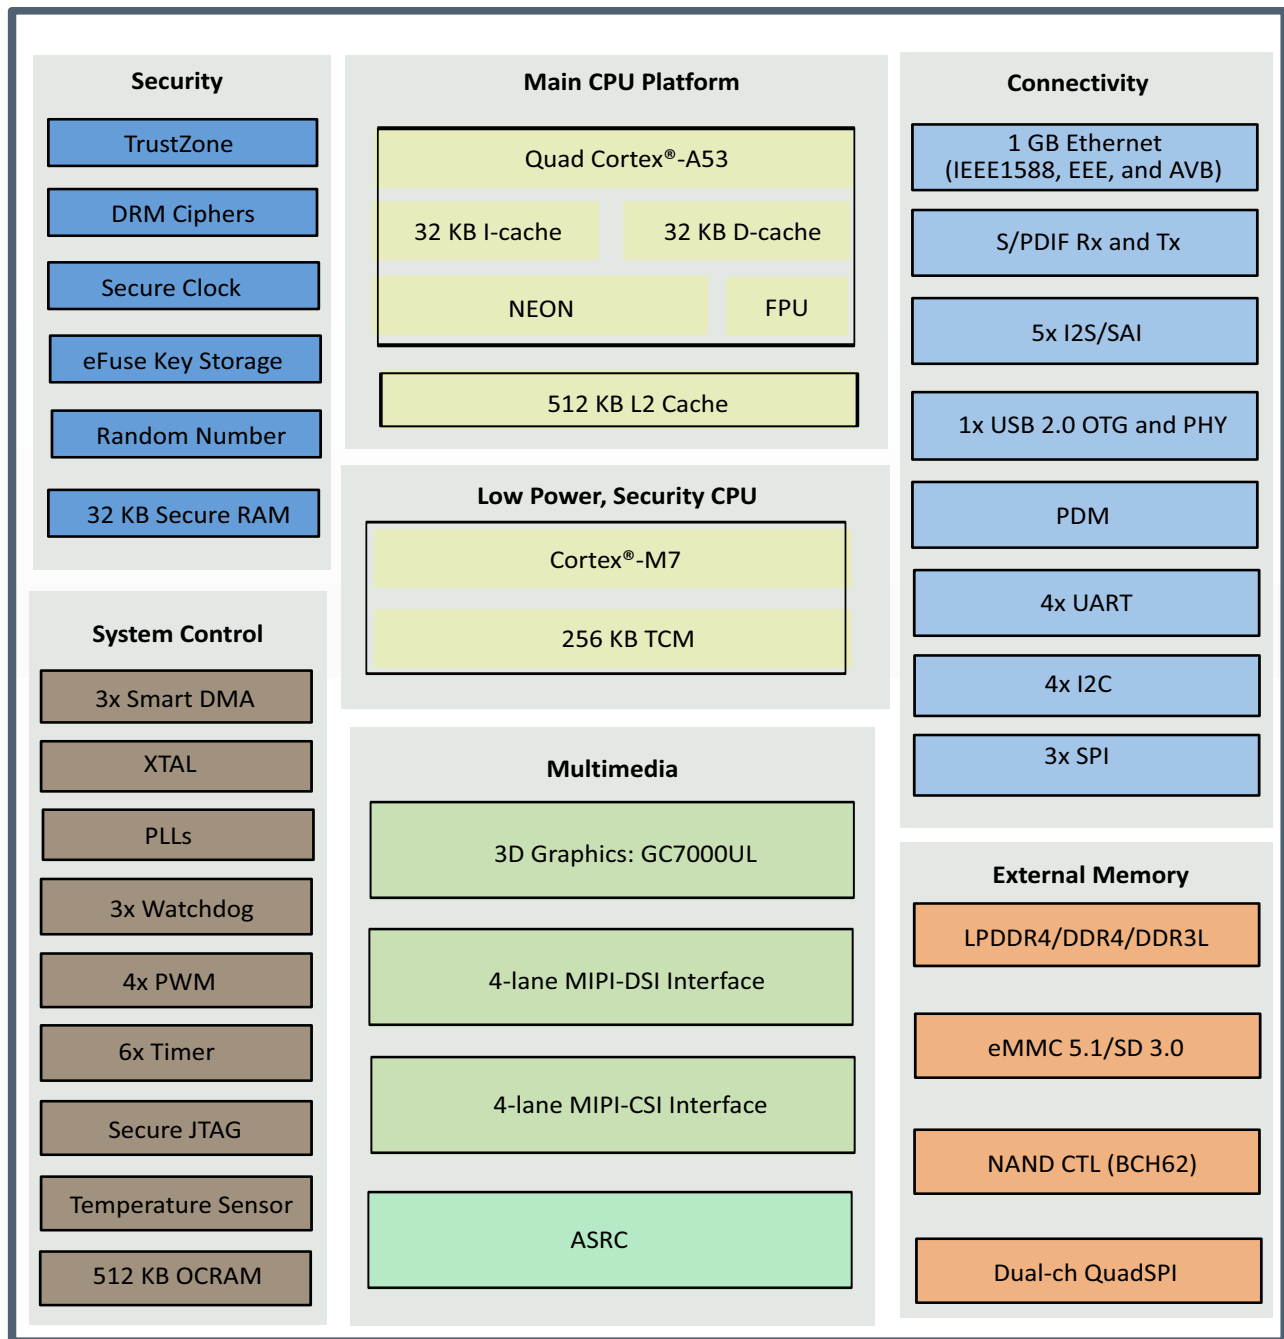 Security
TrustZone
DRM Ciphers
Secure Clock
eFuse Key Storage
Random Number
32 KB Secure RAM
System Control
3x Smart DMA
XTAL
PLLs
3x Watchdog
4x PWM
6x Timer
Secure JTAG
Temperature Sensor
512 KB OCRAM
Main CPU Platform
Quad Cortex®-A53
32 KB I-cache
32 KB D-cache
NEON
FPU
512 KB L2 Cache
Low Power, Security CPU
Cortex®-M7
256 KB TCM
Multimedia
3D Graphics: GC7000UL
4-lane MIPI-DSI Interface
4-lane MIPI-CSI Interface
ASRC
Connectivity
1 GB Ethernet
(IEEE1588, EEE, and AVB)
S/PDIF Rx and Tx
5x I2S/SAI
1x USB 2.0 OTG and PHY
PDM
4x UART
4x I2C
3x SPI
External Memory
LPDDR4/DDR4/DDR3L
eMMC 5.1/SD 3.0
NAND CTL (BCH62)
Dual-ch QuadSPI